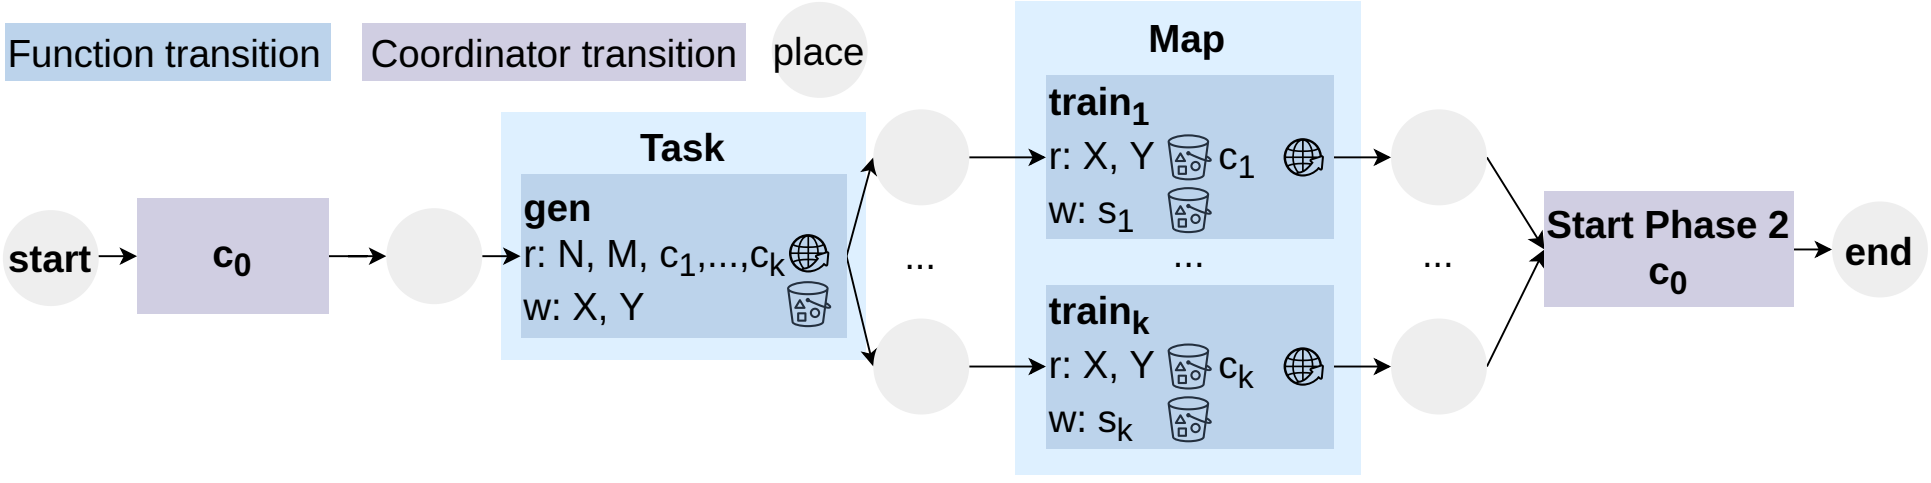 Function transition
Coordinator transition
place
start
c0
Task
gen
r: N, M, c1,...,ck
w: X, Y
...
Map
train1
r: X, Y c1
w: s1
...
traink
r: X, Y ck
w: sk
...
Start Phase 2
c0
end